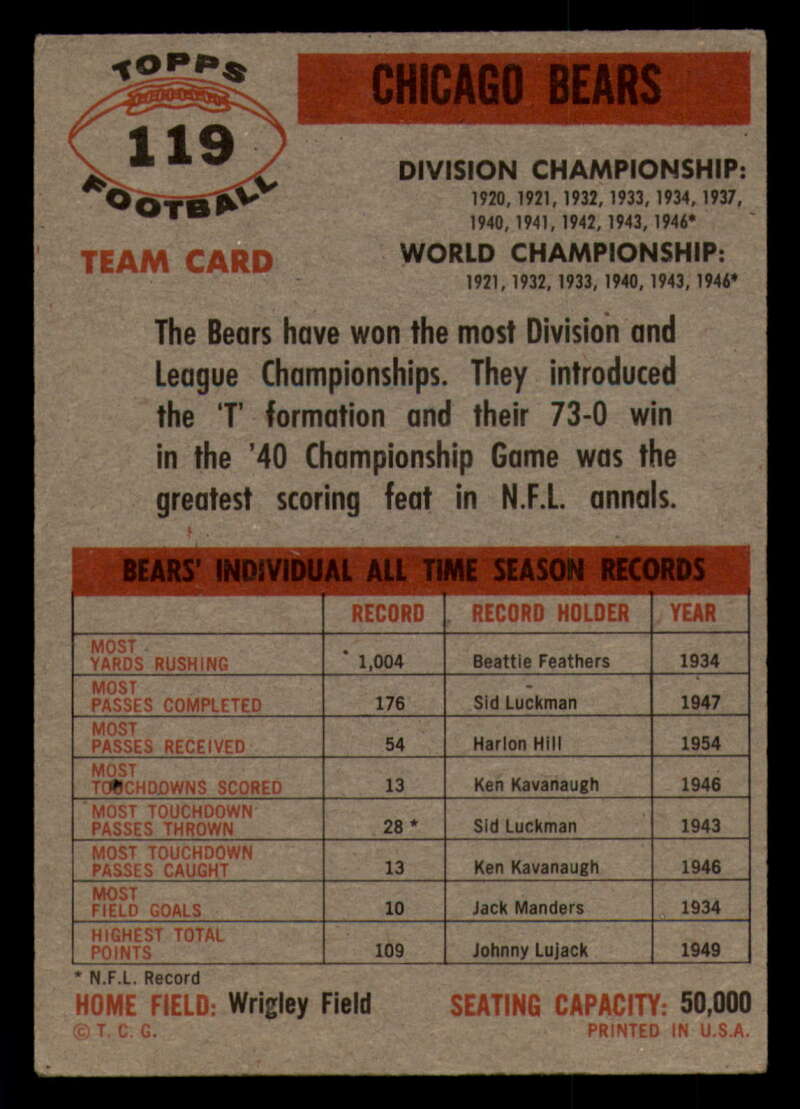 TOPPS
119
FOOTBALL
TEAM CARD
CHICAGO BEARS
DIVISION CHAMPIONSHIP:
1920, 1921, 1932, 1933, 1934, 1937,
1940, 1941, 1942, 1943, 1946*
WORLD CHAMPIONSHIP:
1921, 1932, 1933, 1940, 1943, 1946*
The Bears have won the most Division and
League Championships. They introduced
the 'T' formation and their 73-0 win
in the '40 Championship Game was the
greatest scoring feat in N.F.L. annals.
BEARS' INDIVIDUAL ALL TIME SEASON RECORDS
RECORD RECORD HOLDER YEAR
MOST
YARDS RUSHING 1,004 Beattie Feathers 1934
MOST
PASSES COMPLETED 176 Sid Luckman 1947
MOST
PASSES RECEIVED 54 Harlon Hill 1954
MOST
TOUCHDOWNS SCORED 13 Ken Kavanaugh 1946
MOST TOUCHDOWN
PASSES THROWN 28 * Sid Luckman 1943
MOST TOUCHDOWN
PASSES CAUGHT 13 Ken Kavanaugh 1946
MOST
FIELD GOALS 10 Jack Manders 1934
HIGHEST TOTAL
POINTS 109 Johnny Lujack 1949
* N.F.L. Record
HOME FIELD: Wrigley Field SEATING CAPACITY: 50,000
© T. C. G. PRINTED IN U.S.A.